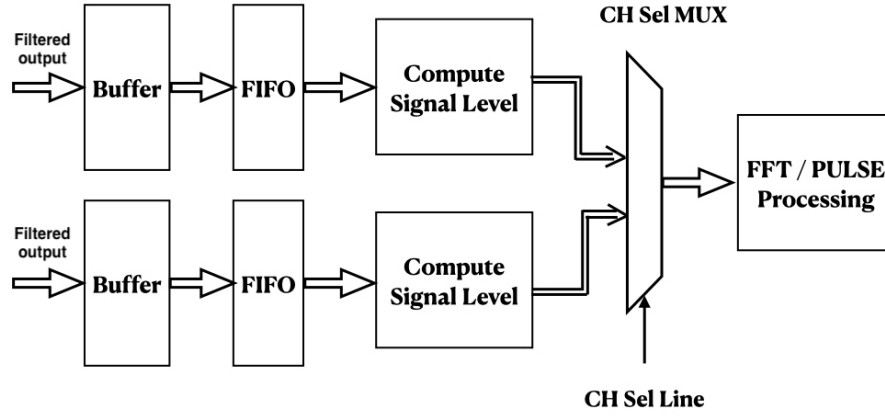 CH Sel MUX
Filtered
output
Buffer
FIFO
Compute
Signal Level
FFT / PULSE
Processing
Filtered
output
Buffer
FIFO
Compute
Signal Level
CH Sel Line